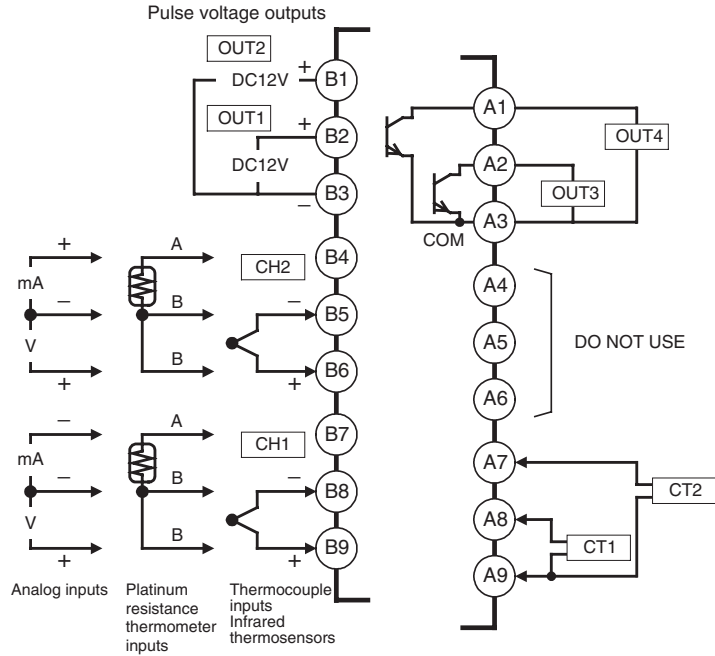 Pulse voltage outputs
OUT2
+
DC12V
B1
OUT1
+
B2
DC12V
B3
–
A1
OUT4
A2
OUT3
A3
COM
+
A
CH2
B4
mA
–
B
–
B5
V
B
+
+
B6
A4
A5
DO NOT USE
A6
–
A
CH1
B7
mA
–
B
–
B8
V
B
+
+
B9
A7
CT2
A8
CT1
A9
Analog inputs
Platinum
resistance
thermometer
inputs
Thermocouple
inputs
Infrared
thermosensors